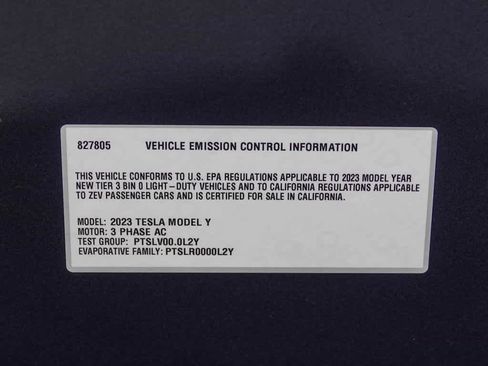 827805 VEHICLE EMISSION CONTROL INFORMATION
THIS VEHICLE CONFORMS TO U.S. EPA REGULATIONS APPLICABLE TO 2023 MODEL YEAR
NEW TIER 3 BIN 0 LIGHT-DUTY VEHICLES AND TO CALIFORNIA REGULATIONS APPLICABLE
TO ZEV PASSENGER CARS AND IS CERTIFIED FOR SALE IN CALIFORNIA.
MODEL: 2023 TESLA MODEL Y
MOTOR: 3 PHASE AC
TEST GROUP: PTSLV00.0L2Y
EVAPORATIVE FAMILY: PTSLR0000L2Y